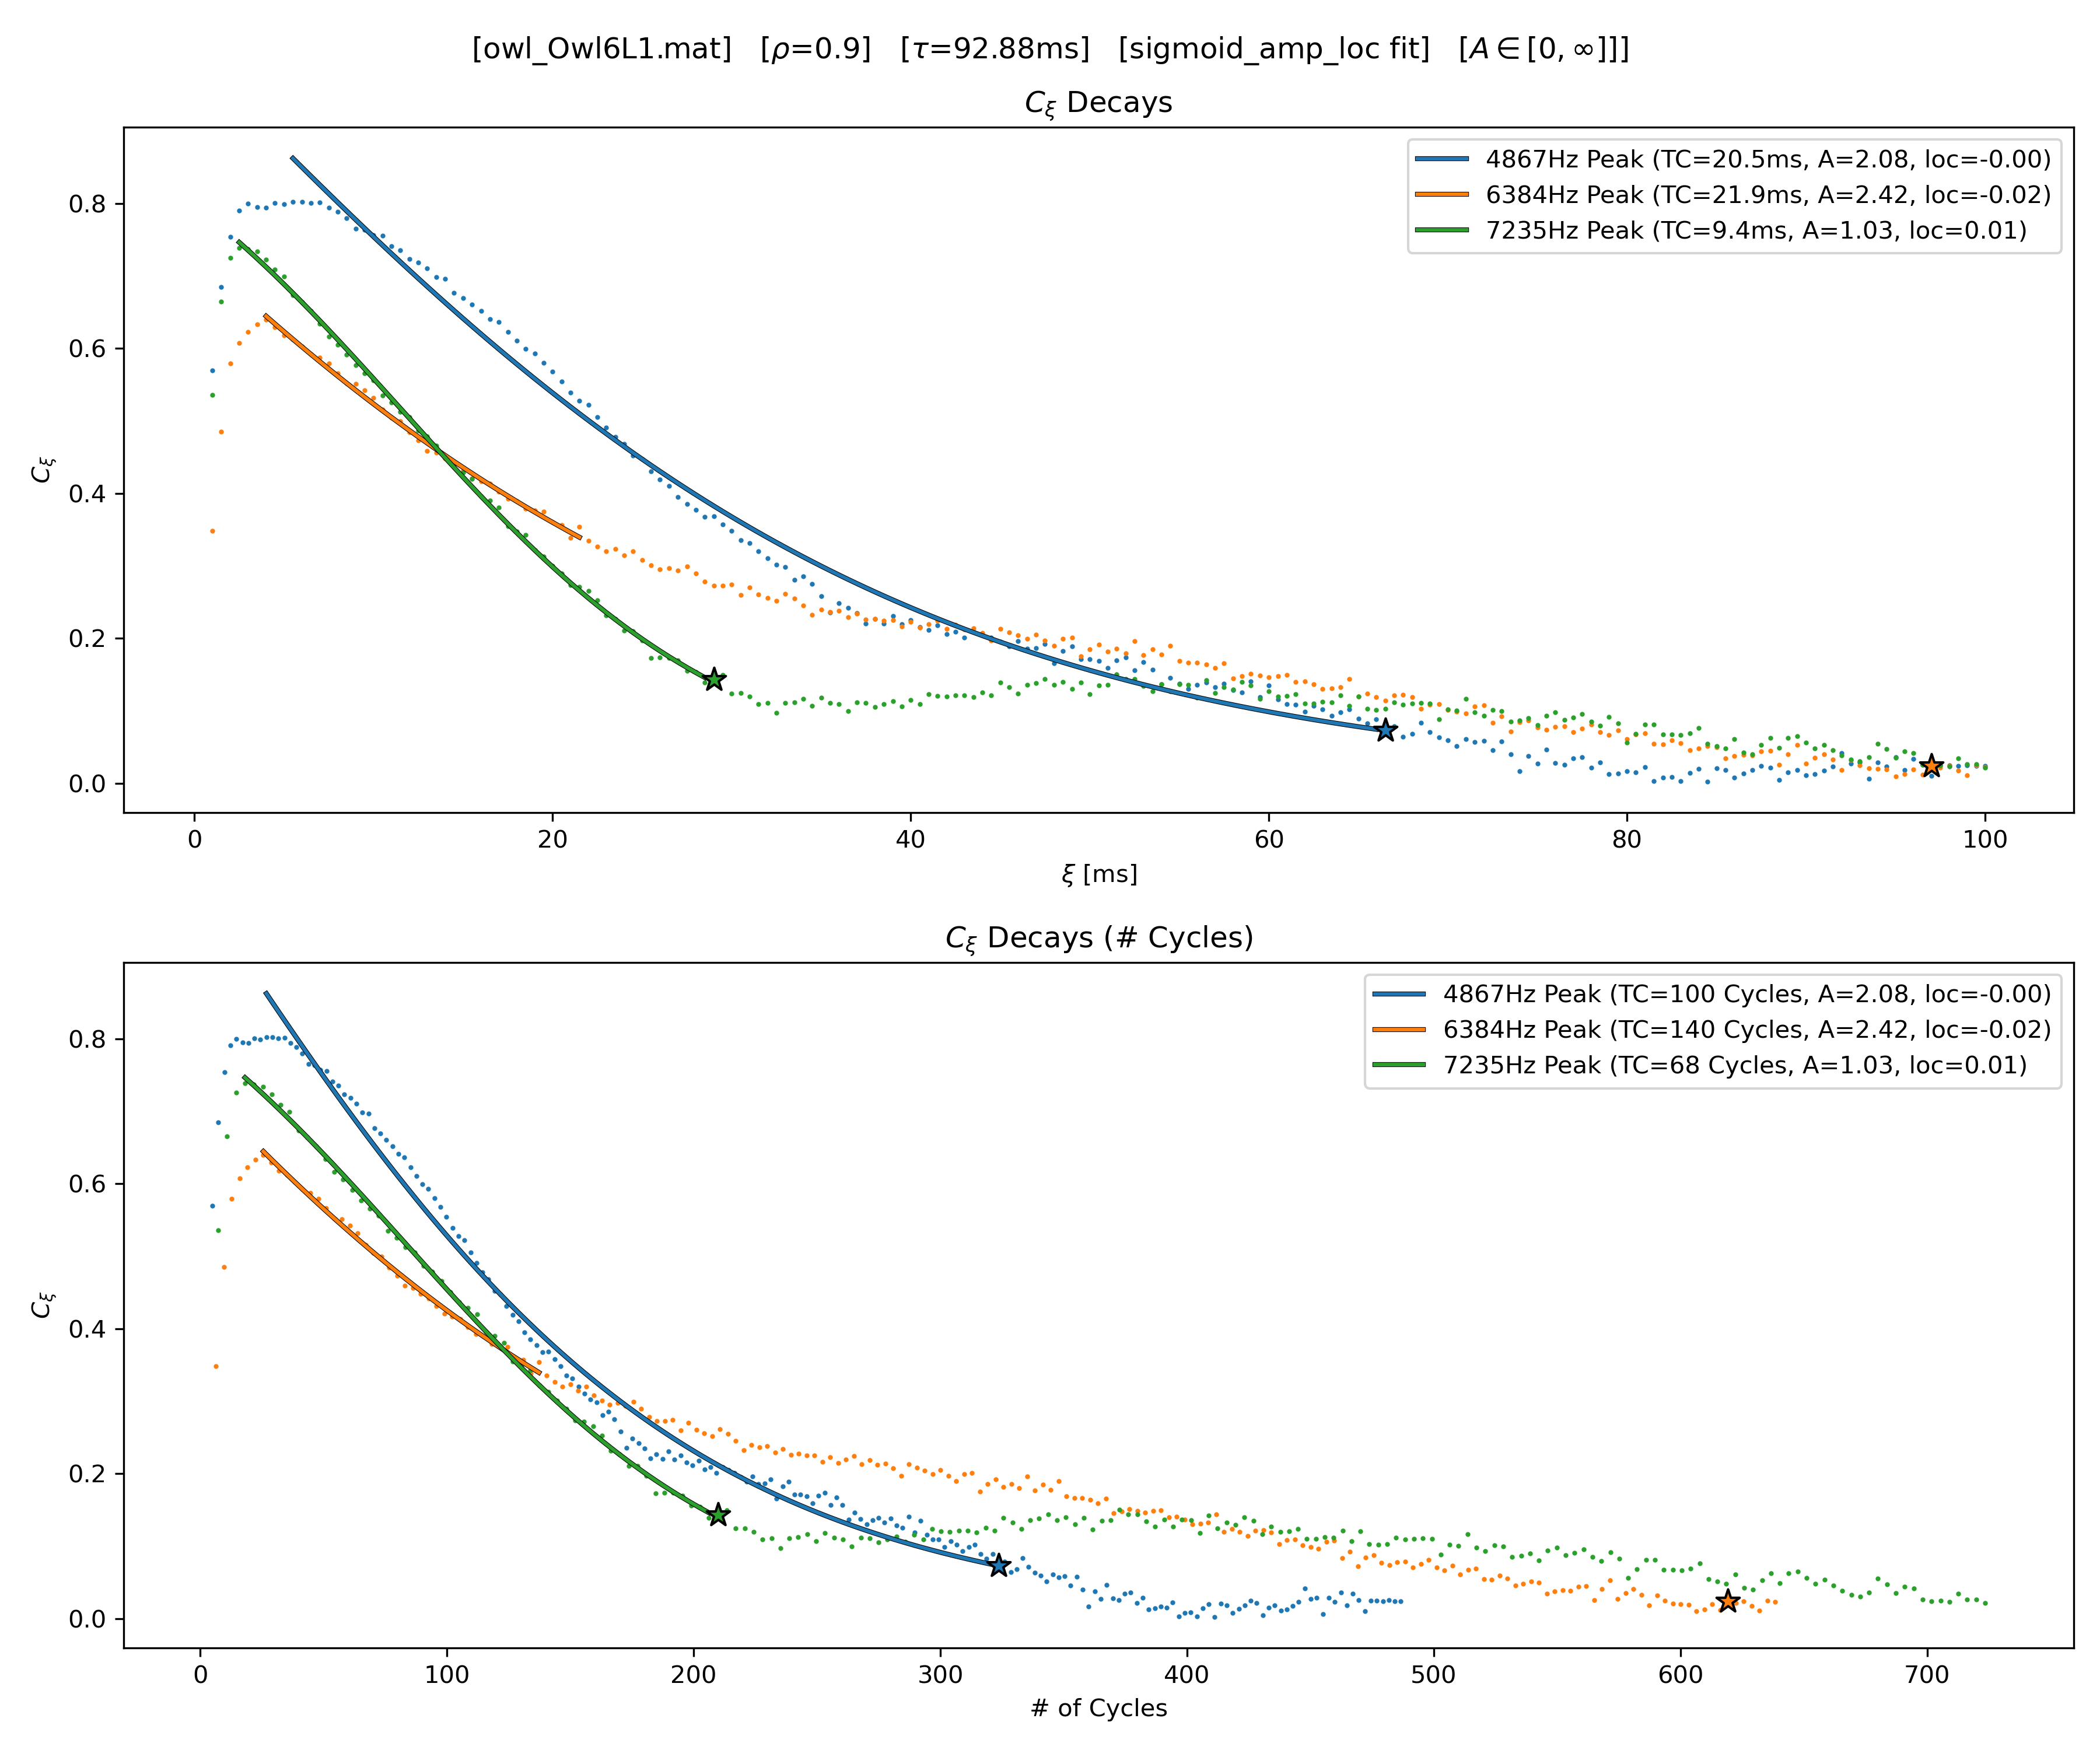 [owl_Owl6L1.mat] [ρ=0.9] [τ=92.88ms] [sigmoid_amp_loc fit] [A ∈ [0, ∞]]]
C_ξ Decays
4867Hz Peak (TC=20.5ms, A=2.08, loc=-0.00)
6384Hz Peak (TC=21.9ms, A=2.42, loc=-0.02)
7235Hz Peak (TC=9.4ms, A=1.03, loc=0.01)
0.8
0.6
0.4
0.2
0.0
C_ξ
0 20 40 60 80 100
ξ [ms]
C_ξ Decays (# Cycles)
4867Hz Peak (TC=100 Cycles, A=2.08, loc=-0.00)
6384Hz Peak (TC=140 Cycles, A=2.42, loc=-0.02)
7235Hz Peak (TC=68 Cycles, A=1.03, loc=0.01)
0.8
0.6
0.4
0.2
0.0
C_ξ
0 100 200 300 400 500 600 700
# of Cycles